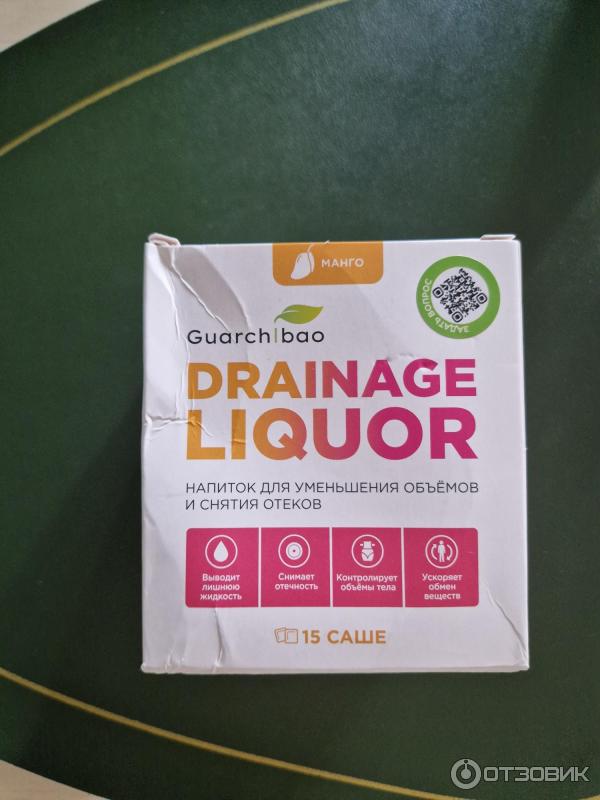 МАНГО
ЗАДАТЬ ВОПРОС
Guarchibao
DRAINAGE
LIQUOR
НАПИТОК ДЛЯ УМЕНЬШЕНИЯ ОБЪЁМОВ
И СНЯТИЯ ОТЕКОВ
Выводит
лишнюю
жидкость
Снимает
отечность
Контролирует
объёмы тела
Ускоряет
обмен
веществ
15 САШЕ
ОТЗОВИК